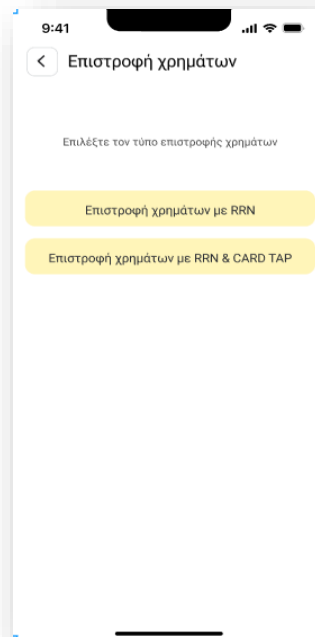 9:41
Επιστροφή χρημάτων
Επιλέξτε τον τύπο επιστροφής χρημάτων
Επιστροφή χρημάτων με RRN
Επιστροφή χρημάτων με RRN & CARD TAP